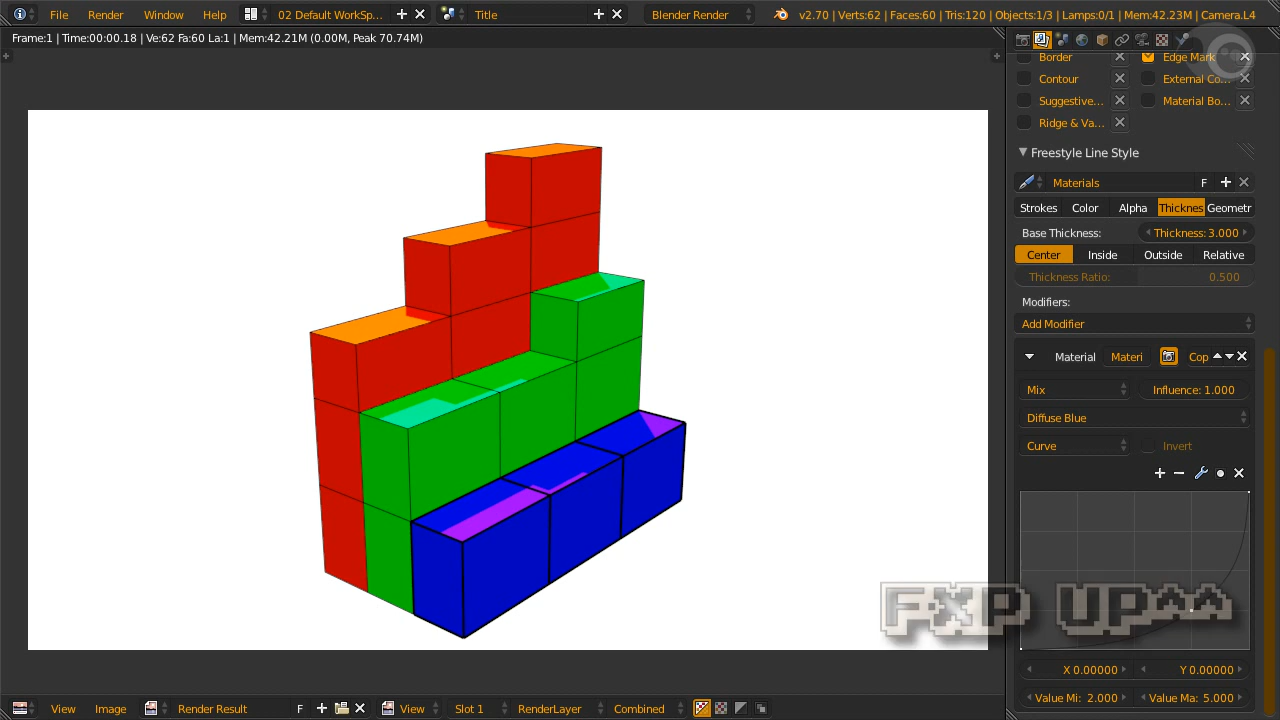 File Render Window Help 02 Default WorkSp... Title Blender Render v2.70 | Verts:62 | Faces:60 | Tris:120 | Objects:1/3 | Lamps:0/1 | Mem:42.23M | Camera.L4
Frame:1 | Time:00:00.18 | Ve:62 Fa:60 La:1 | Mem:42.21M (0.00M, Peak 70.74M)
Border Edge Mark
Contour External Co...
Suggestive... Material Bo...
Ridge & Va...
Freestyle Line Style
Materials F
Strokes Color Alpha Thicknes Geometr
Base Thickness: Thickness: 3.000
Center Inside Outside Relative
Thickness Ratio: 0.500
Modifiers:
Add Modifier
Material Materi Cop
Mix Influence: 1.000
Diffuse Blue
Curve Invert
FXP UP^^
X 0.00000 Y 0.00000
Value Mi: 2.000 Value Ma: 5.000
View Image Render Result F View Slot 1 RenderLayer Combined